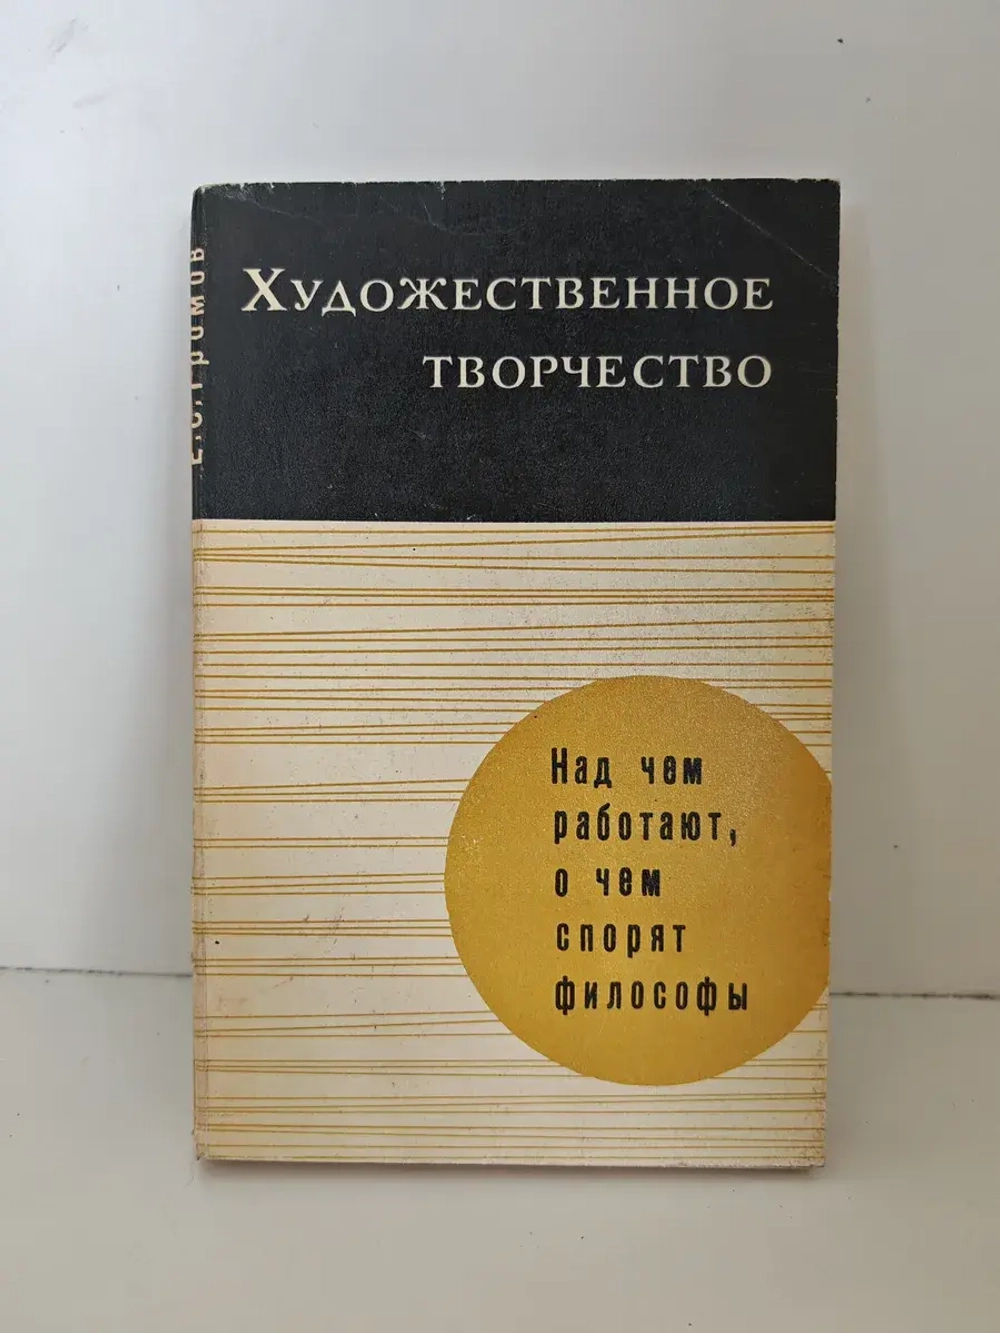 Е.С. Громов
Художественное
творчество
Над чем
работают,
о чем
спорят
философы